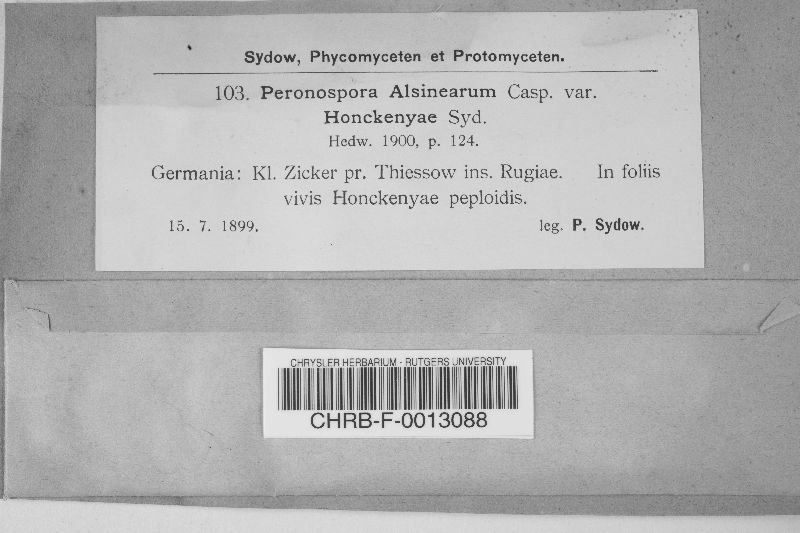 Sydow, Phycomyceten et Protomyceten.
103. Peronospora Alsinearum Casp. var.
Honckenyae Syd.
Hedw. 1900, p. 124.
Germania: Kl. Zicker pr. Thiessow ins. Rugiae. In foliis
vivis Honckenyae peploidis.
15. 7. 1899. leg. P. Sydow.
CHRYSLER HERBARIUM - RUTGERS UNIVERSITY
CHRB-F-0013088